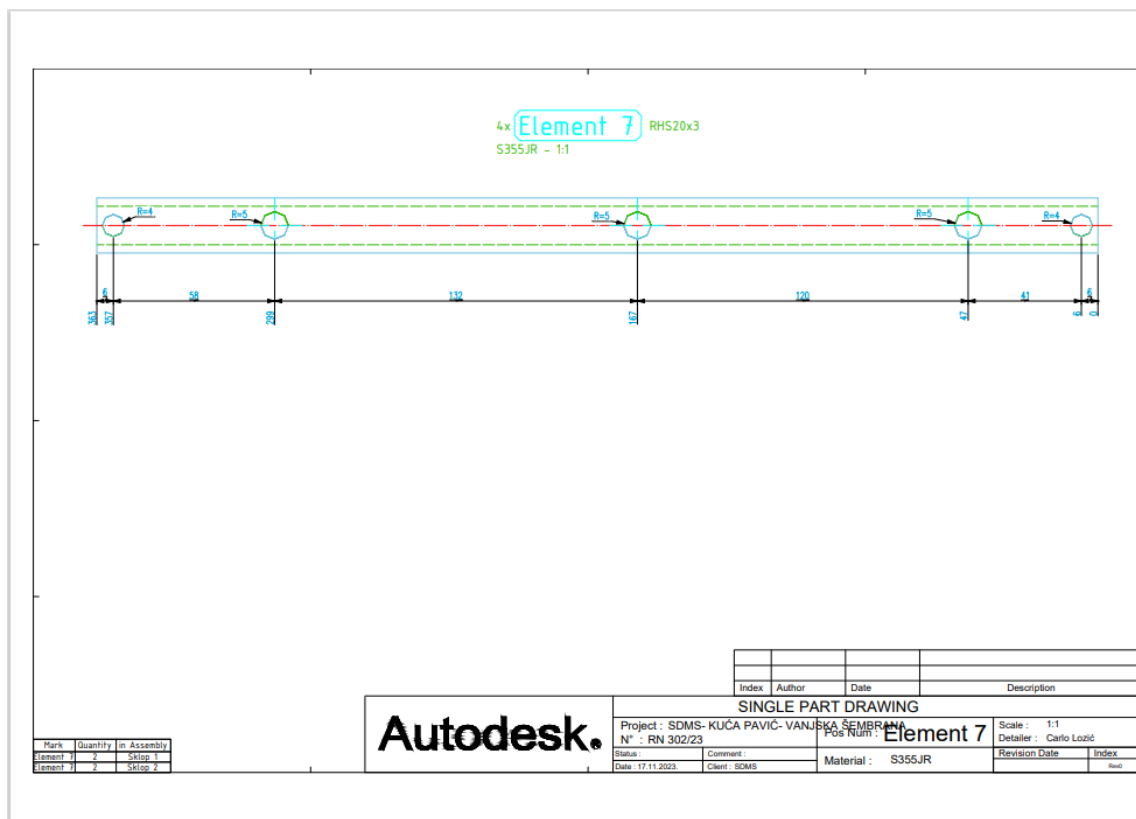 4x Element 7 RHS20x3
S355JR - 1:1
R=4 R=5 R=5 R=5 R=4
6 58 132 120 41 6
363 357 299 167 47 6 0
Index Author Date Description
SINGLE PART DRAWING
Autodesk.
Project : SDMS- KUĆA PAVIĆ- VANJSKA ŠEMBRANA
N° : RN 302/23
Pos Num : Element 7
Scale : 1:1
Detailer : Carlo Lozić
Status : Comment :
Date : 17.11.2023. Client : SDMS
Material : S355JR
Revision Date Index
Rev0
Mark Quantity in Assembly
Element 7 2 Sklop 1
Element 7 2 Sklop 2